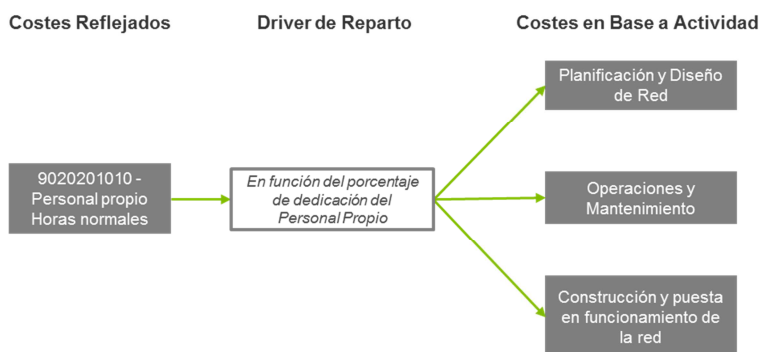 Costes Reflejados
Driver de Reparto
Costes en Base a Actividad
9020201010 -
Personal propio
Horas normales
En función del porcentaje
de dedicación del
Personal Propio
Planificación y Diseño
de Red
Operaciones y
Mantenimiento
Construcción y puesta
en funcionamiento de
la red